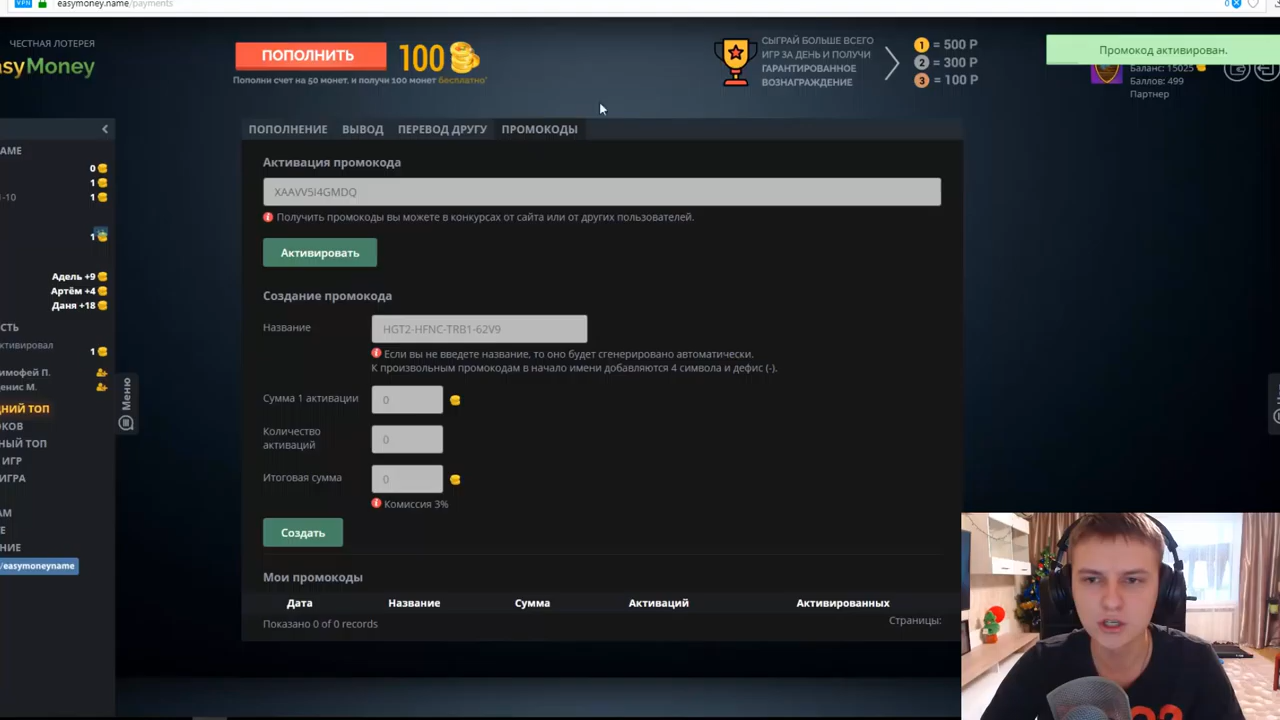 VPN easymoney.name/payments
ЧЕСТНАЯ ЛОТЕРЕЯ
asyMoney
ПОПОЛНИТЬ 100
Пополни счет на 50 монет. и получи 100 монет бесплатно*
СЫГРАЙ БОЛЬШЕ ВСЕГО
ИГР ЗА ДЕНЬ И ПОЛУЧИ
ГАРАНТИРОВАННОЕ
ВОЗНАГРАЖДЕНИЕ
1 = 500 Р
2 = 300 Р
3 = 100 Р
Промокод активирован.
Баланс: 15025
Баллов: 499
Партнер
AME
0
1
-10 1
1
Адель +9
Артём +4
Даня +18
СТЬ
ктивировал
1
имофей П.
енис М.
ДНИЙ ТОП
ОКОВ
НЫЙ ТОП
ИГР
ИГРА
АМ
Е
НИЕ
/easymoneyname
Меню
ПОПОЛНЕНИЕ ВЫВОД ПЕРЕВОД ДРУГУ ПРОМОКОДЫ
Активация промокода
XAAVV5I4GMDQ
Получить промокоды вы можете в конкурсах от сайта или от других пользователей.
Активировать
Создание промокода
Название HGT2-HFNC-TRB1-62V9
Если вы не введете название, то оно будет сгенерировано автоматически.
К произвольным промокодам в начало имени добавляются 4 символа и дефис (-).
Сумма 1 активации 0
Количество
активаций 0
Итоговая сумма 0
Комиссия 3%
Создать
Мои промокоды
Дата Название Сумма Активаций Активированных
Показано 0 of 0 records
Страницы: